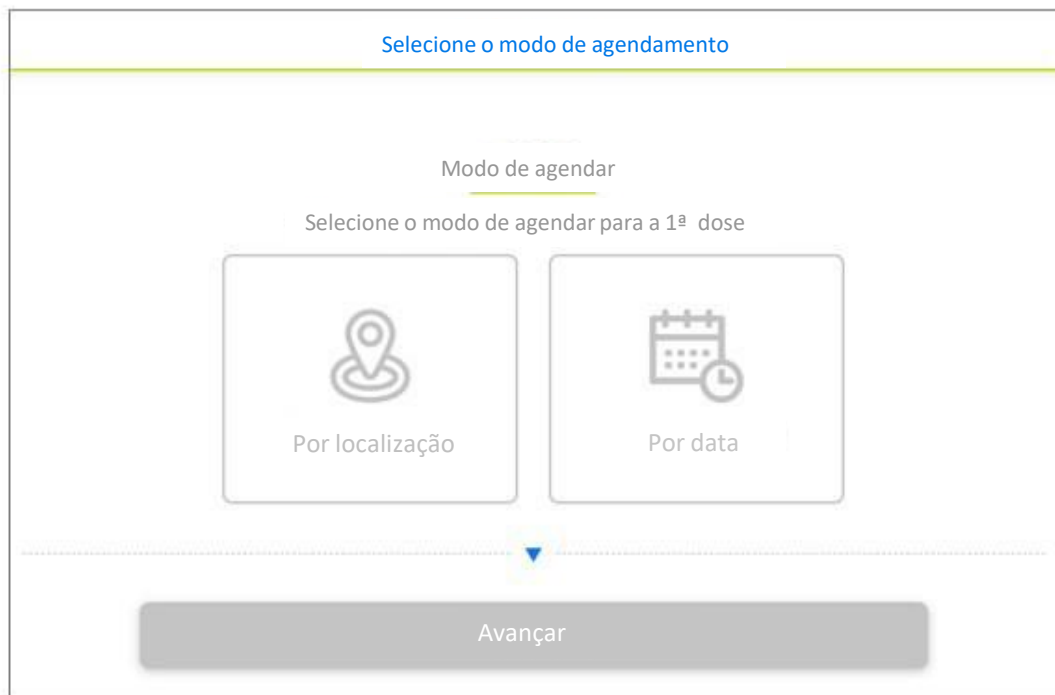 Selecione o modo de agendamento
Modo de agendar
Selecione o modo de agendar para a 1ª dose
Por localização
Por data
Avançar